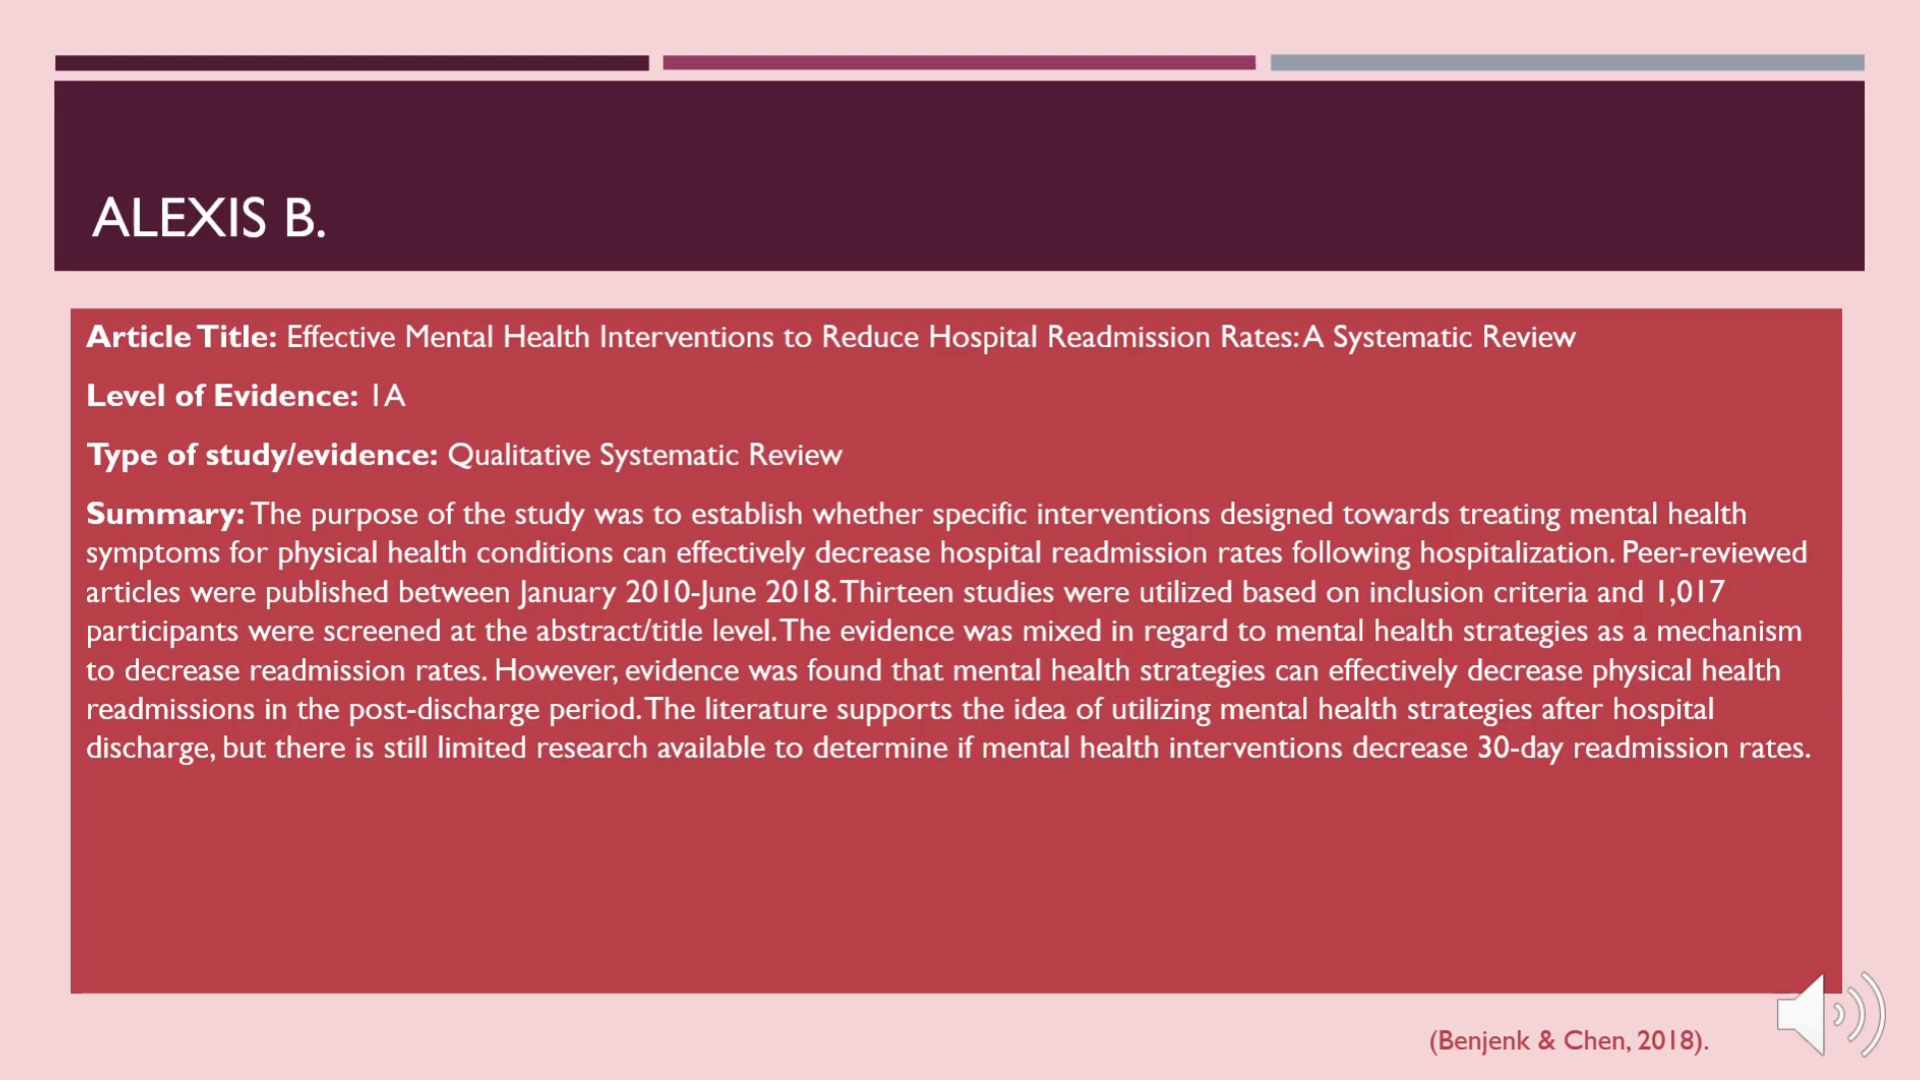 ALEXIS B.
Article Title: Effective Mental Health Interventions to Reduce Hospital Readmission Rates: A Systematic Review
Level of Evidence: 1A
Type of study/evidence: Qualitative Systematic Review
Summary: The purpose of the study was to establish whether specific interventions designed towards treating mental health
symptoms for physical health conditions can effectively decrease hospital readmission rates following hospitalization. Peer-reviewed
articles were published between January 2010-June 2018. Thirteen studies were utilized based on inclusion criteria and 1,017
participants were screened at the abstract/title level. The evidence was mixed in regard to mental health strategies as a mechanism
to decrease readmission rates. However, evidence was found that mental health strategies can effectively decrease physical health
readmissions in the post-discharge period. The literature supports the idea of utilizing mental health strategies after hospital
discharge, but there is still limited research available to determine if mental health interventions decrease 30-day readmission rates.
(Benjenk & Chen, 2018).